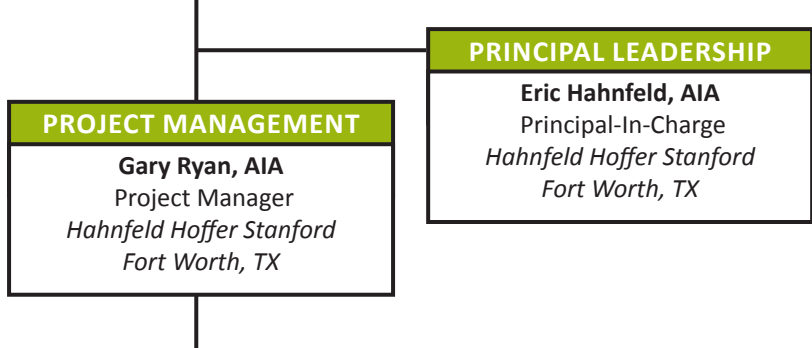 PRINCIPAL LEADERSHIP
Eric Hahnfeld, AIA
Principal-In-Charge
Hahnfeld Hoffer Stanford
Fort Worth, TX
PROJECT MANAGEMENT
Gary Ryan, AIA
Project Manager
Hahnfeld Hoffer Stanford
Fort Worth, TX